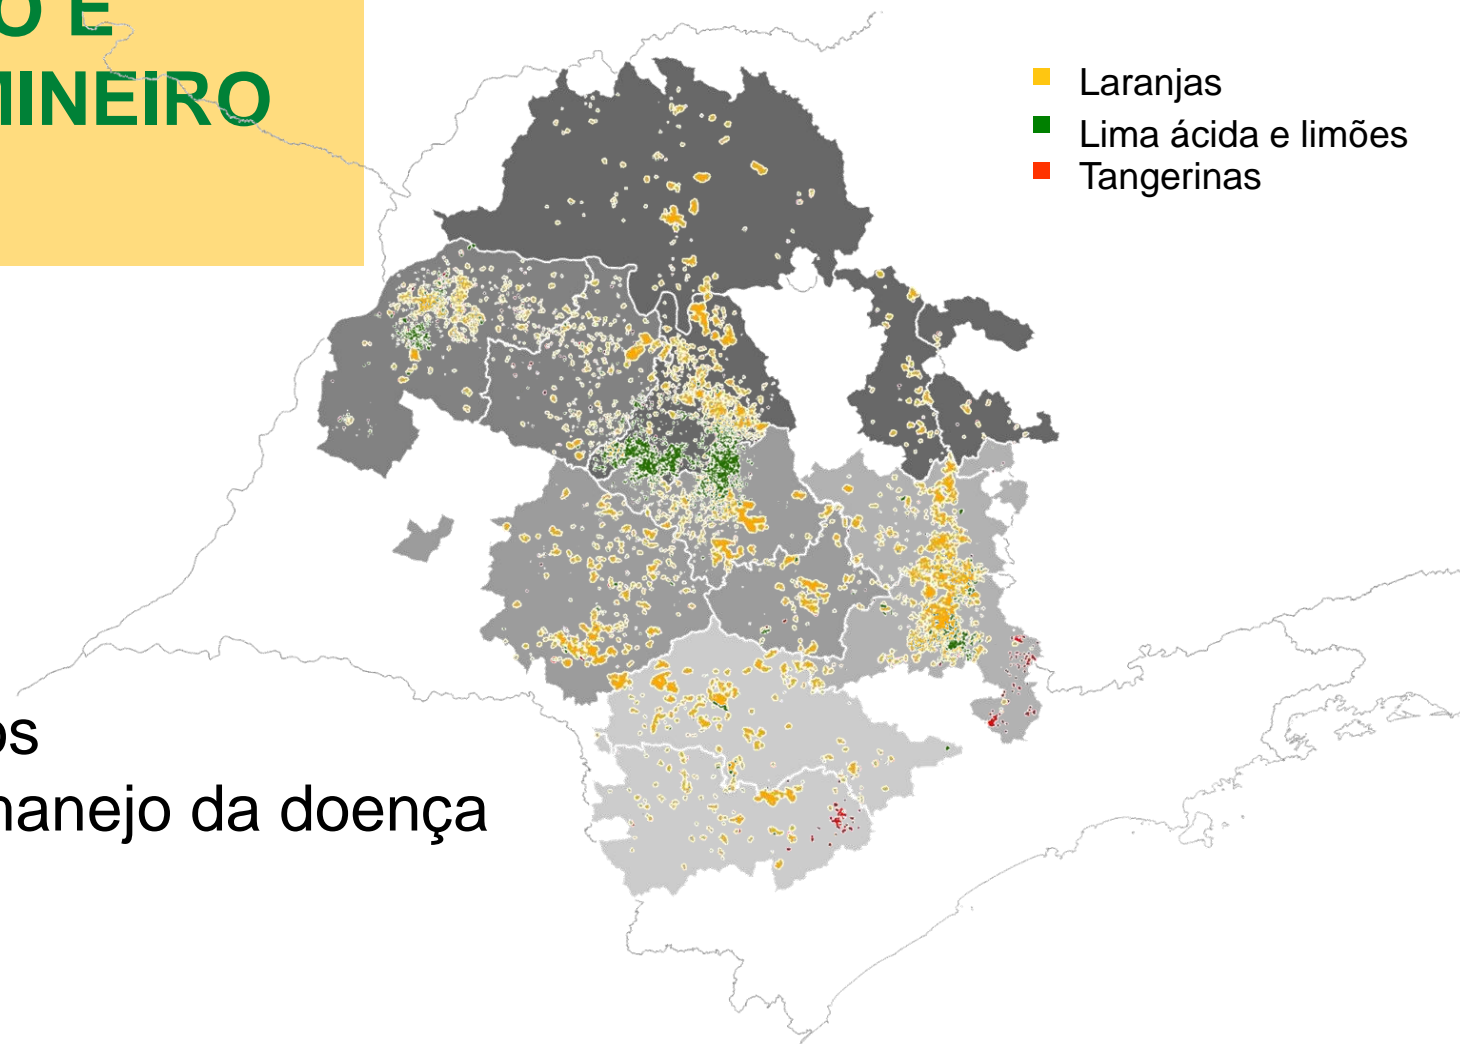 O E
MINEIRO
Laranjas
Lima ácida e limões
Tangerinas
os
manejo da doença